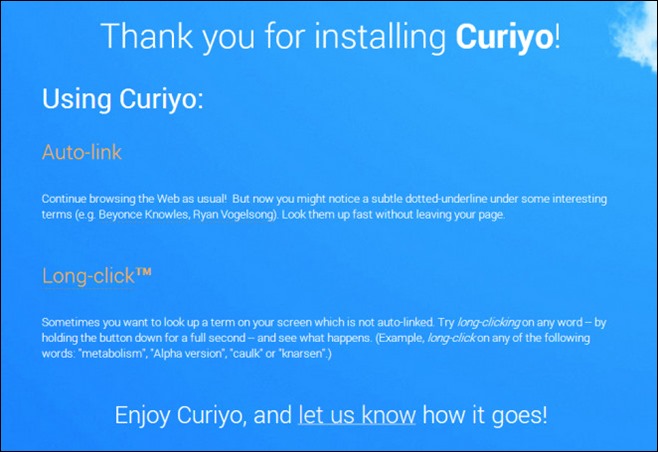 Thank you for installing Curiyo!
Using Curiyo:
Auto-link
Continue browsing the Web as usual!  But now you might notice a subtle dotted-underline under some interesting
terms (e.g. Beyonce Knowles, Ryan Vogelsong). Look them up fast without leaving your page.
Long-click™
Sometimes you want to look up a term on your screen which is not auto-linked. Try long-clicking on any word -- by
holding the button down for a full second -- and see what happens. (Example, long-click on any of the following
words: "metabolism", "Alpha version", "caulk" or "knarsen".)
Enjoy Curiyo, and let us know how it goes!